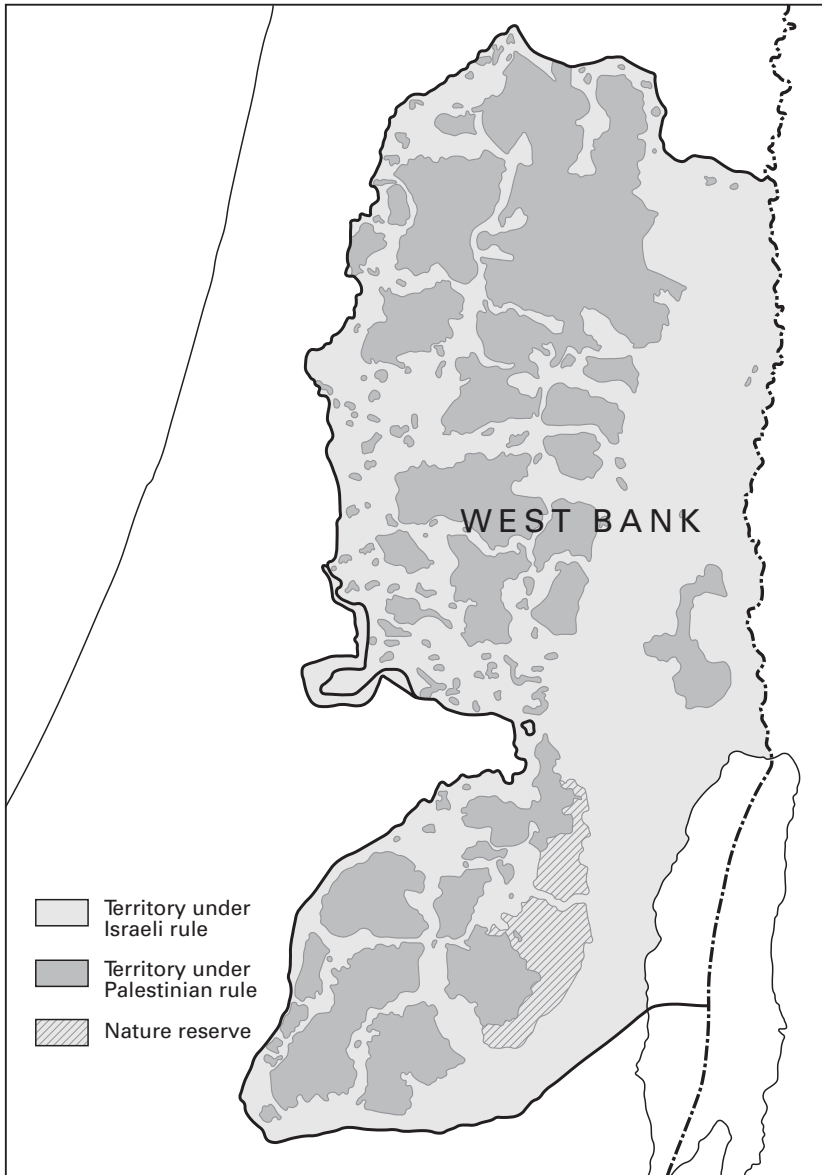 WEST BANK
Territory under
Israeli rule
Territory under
Palestinian rule
Nature reserve